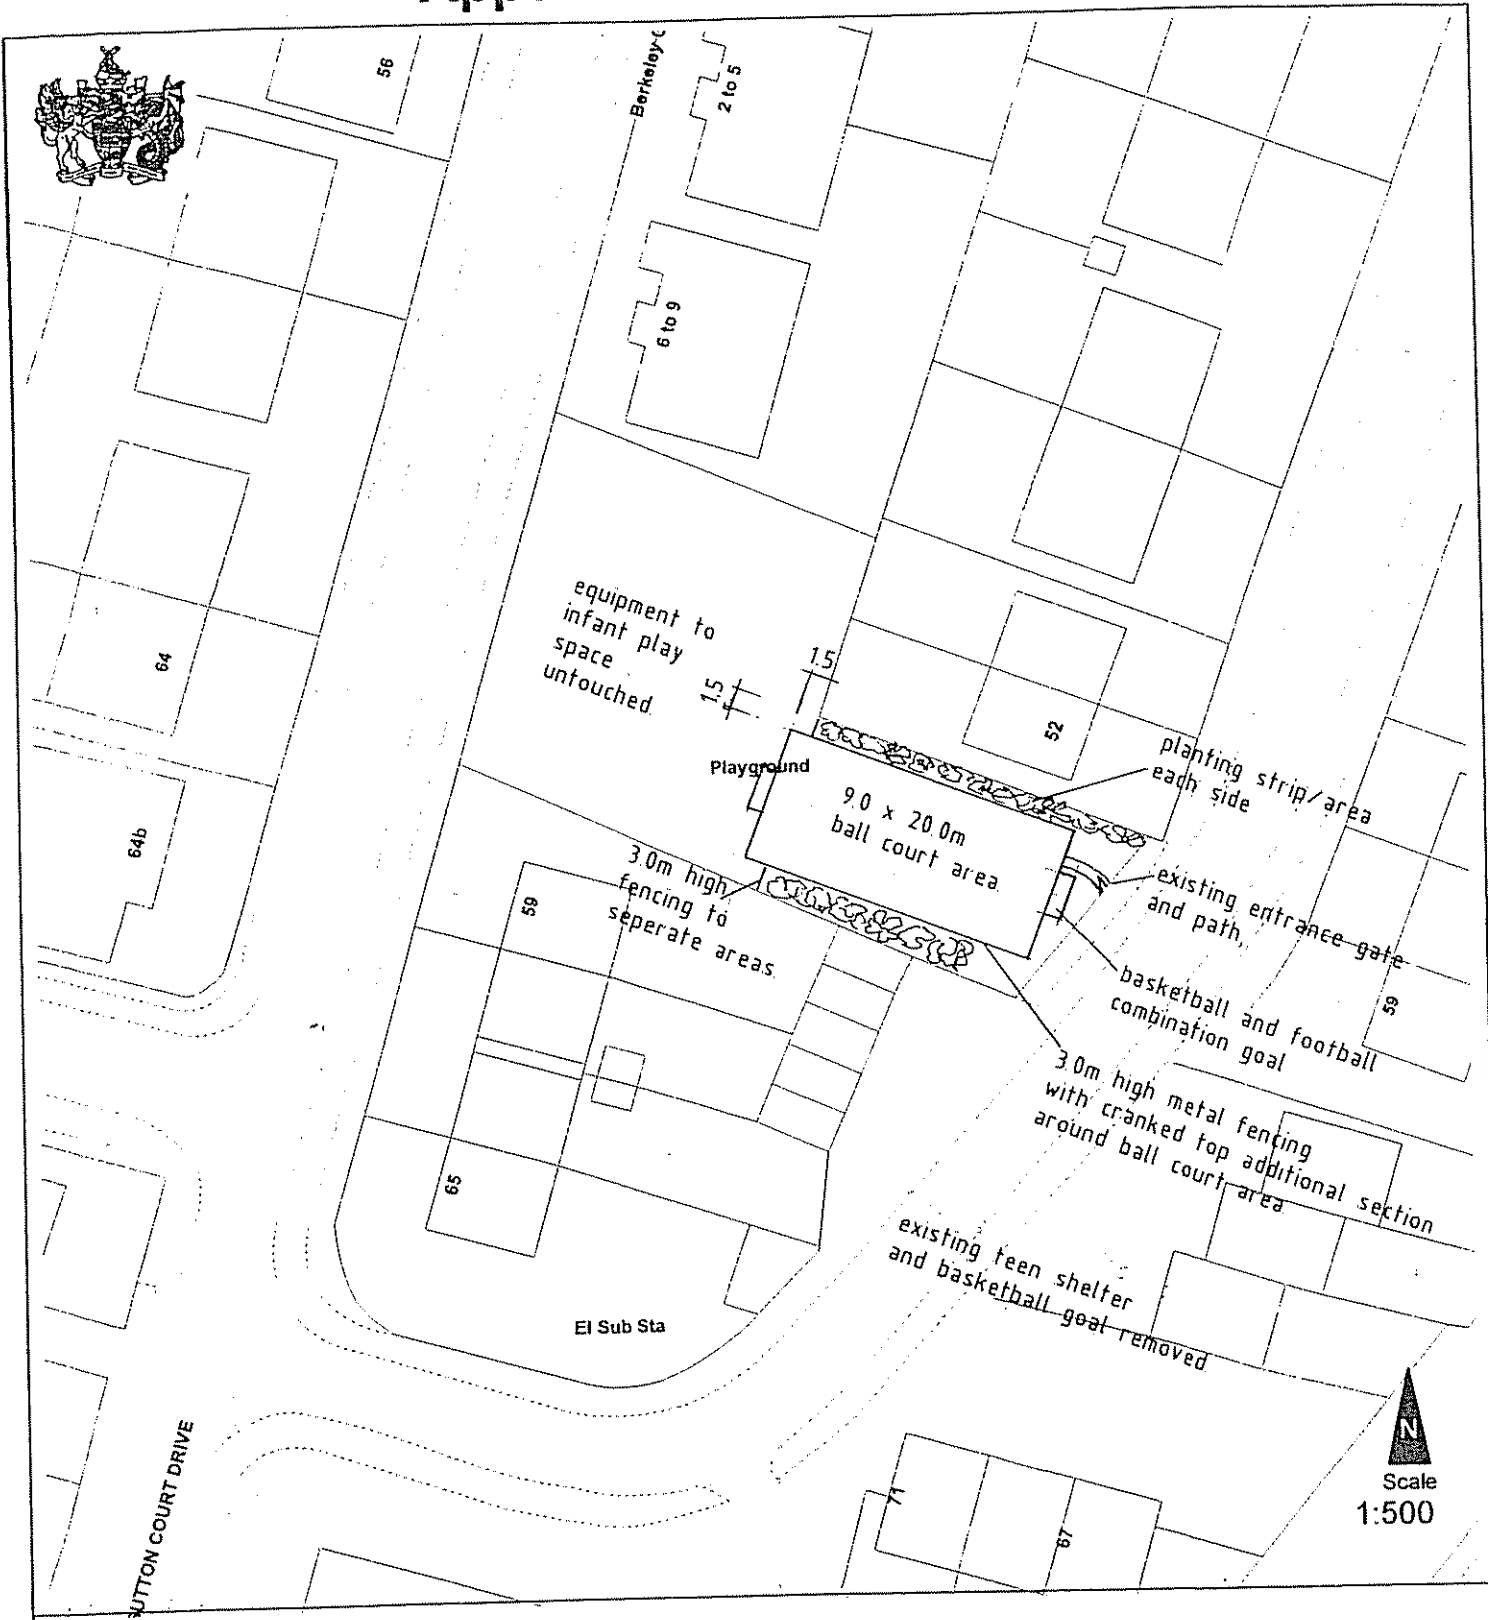 56
Berkeley
2 to 5
6 to 9
64
equipment to
infant play
space
untouched.
1.5
1.5
52
Playground
planting strip/area
each side
9.0 x 20.0m
ball court area
64b
3.0m high
fencing to
seperate areas.
59
existing entrance gate
and path,
basketball and football
combination goal
59
3.0m high metal fencing
with cranked top additional section
around ball court area
65
existing teen shelter
and basketball goal removed
El Sub Sta
N
Scale
1:500
UTTON COURT DRIVE
71
67